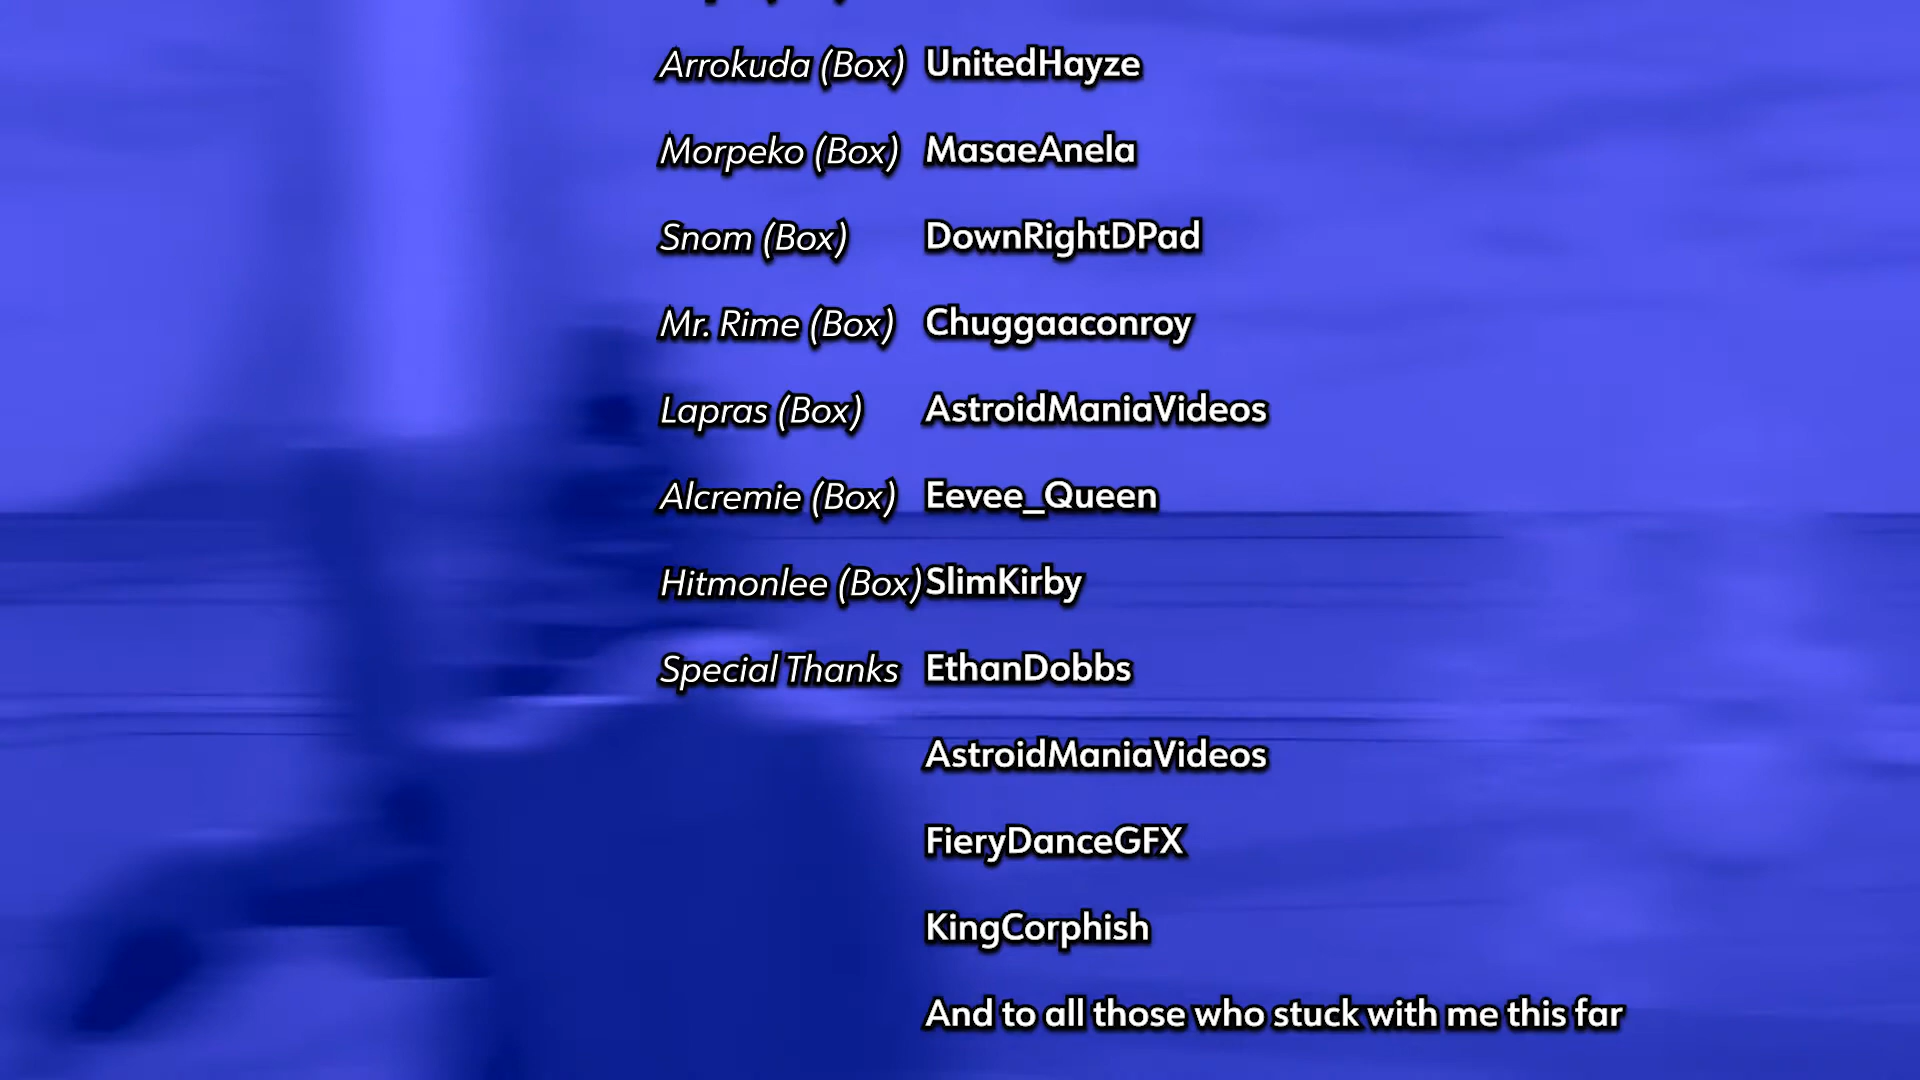 Arrokuda (Box) UnitedHayze
Morpeko (Box) MasaeAnela
Snom (Box) DownRightDPad
Mr. Rime (Box) Chuggaaconroy
Lapras (Box) AstroidManiaVideos
Alcremie (Box) Eevee_Queen
Hitmonlee (Box) SlimKirby
Special Thanks EthanDobbs
AstroidManiaVideos
FieryDanceGFX
KingCorphish
And to all those who stuck with me this far